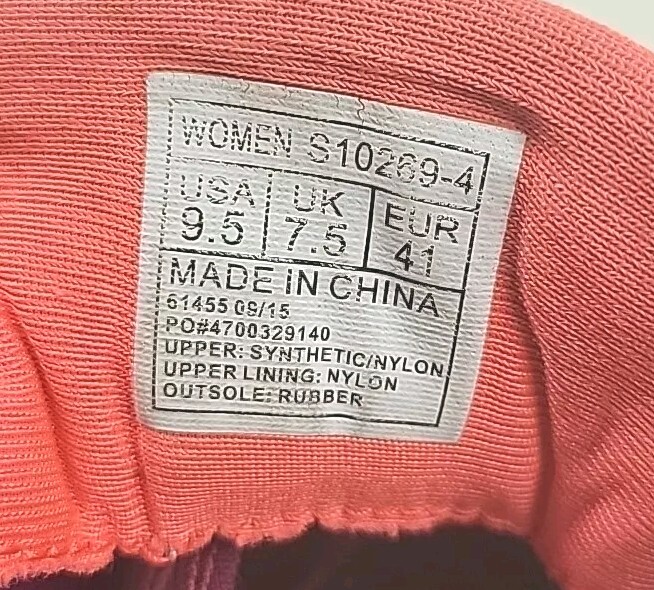 WOMEN S10269-4
USA UK EUR
9.5 7.5 41
MADE IN CHINA
61455 09/15
PO#4700329140
UPPER: SYNTHETIC/NYLON
UPPER LINING: NYLON
OUTSOLE: RUBBER